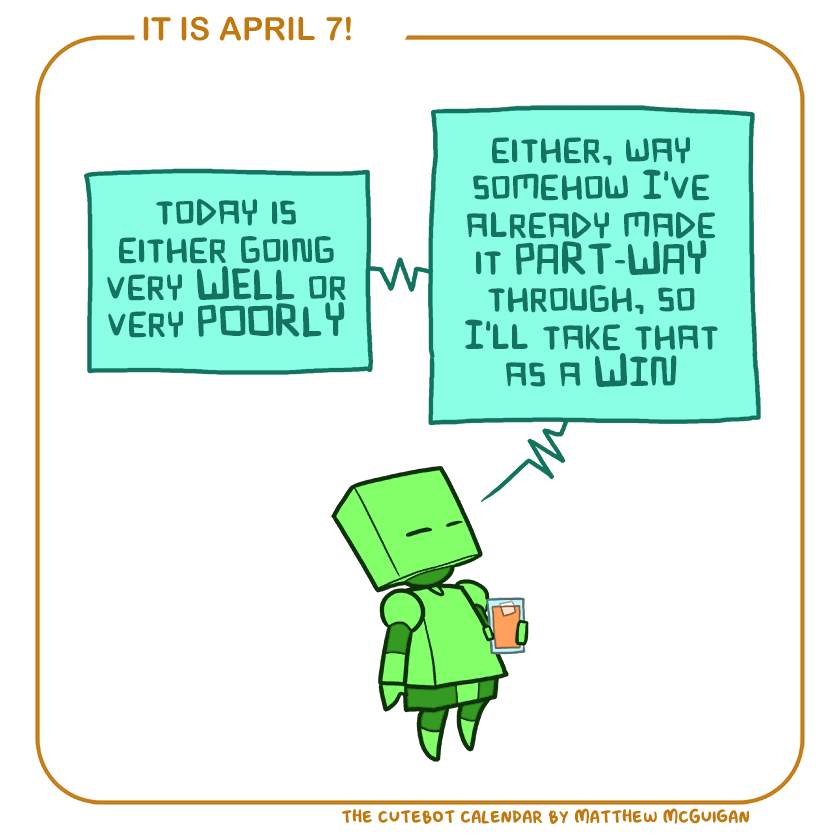 IT IS APRIL 7!
TODAY IS
EITHER GOING
VERY WELL OR
VERY POORLY
EITHER, WAY
SOMEHOW I'VE
ALREADY MADE
IT PART-WAY
THROUGH, SO
I'LL TAKE THAT
AS A WIN
THE CUTEBOT CALENDAR BY MATTHEW MCGUIGAN